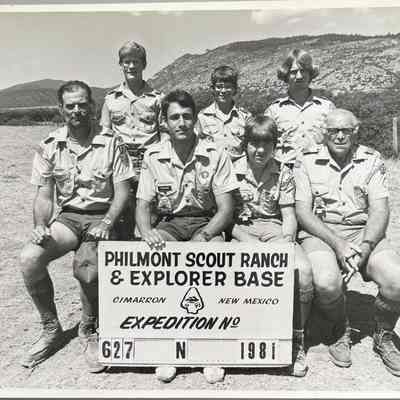 PHILMONT SCOUT RANCH
& EXPLORER BASE
CIMARRON NEW MEXICO
EXPEDITION No
627 N 1981